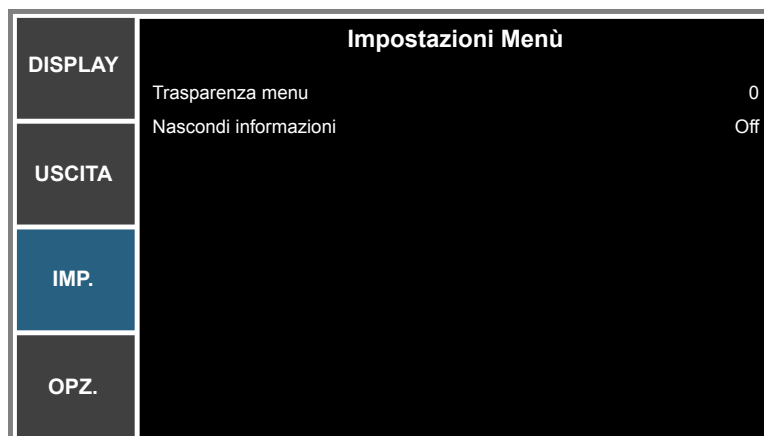 Impostazioni Menù
DISPLAY
Trasparenza menu 0
Nascondi informazioni Off
USCITA
IMP.
OPZ.